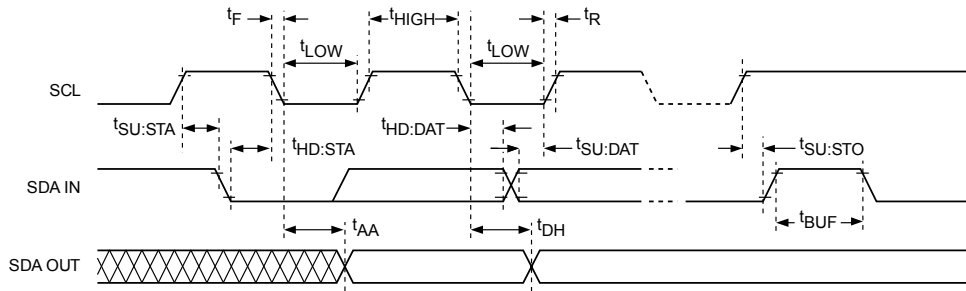 tF
tHIGH
tR
tLOW
tLOW
SCL
tSU:STA
tHD:STA
tHD:DAT
tSU:DAT
tSU:STO
SDA IN
tAA
tDH
tBUF
SDA OUT